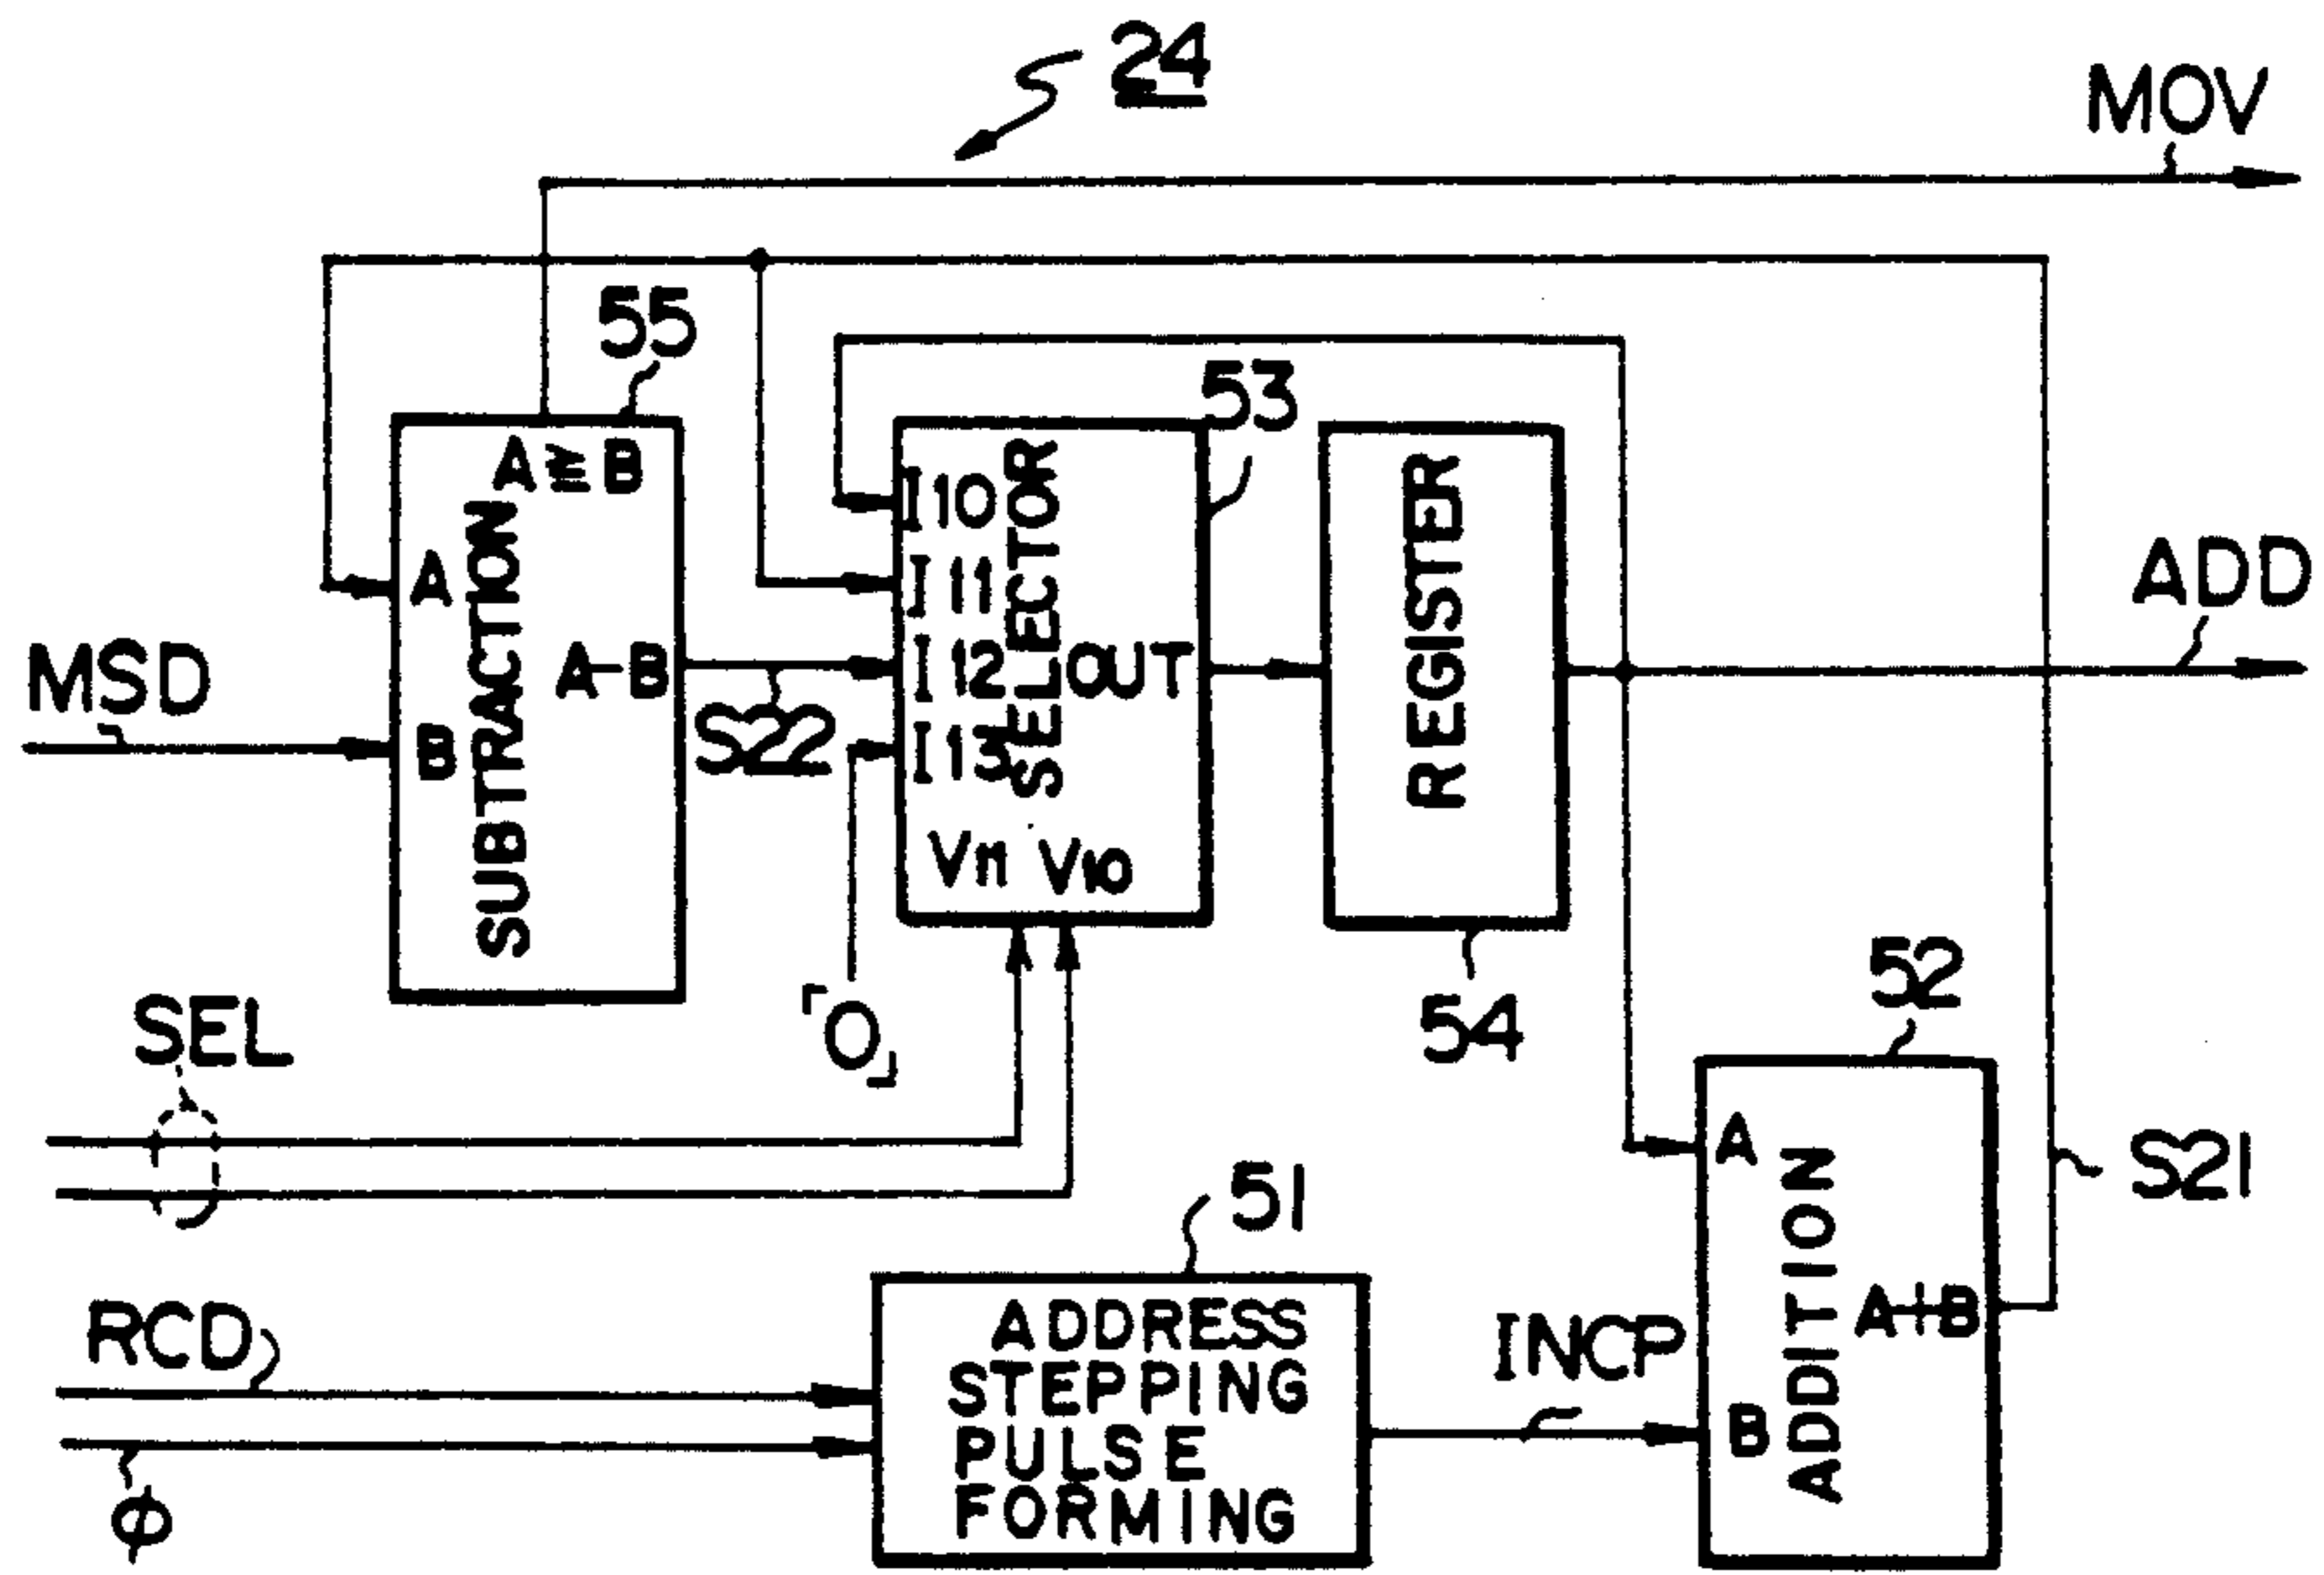 24
MOV
55
53
A≧B
I10
A
I11
ADD
MSD
A-B
I12
OUT
S22
B
I13
SUBTRACTION
SELECTOR
REGISTER
V11 V10
52
SEL
「0」
54
A
S21
51
RCD
ADDRESS
STEPPING
PULSE
FORMING
INCP
A+B
B
ADDITION
φ